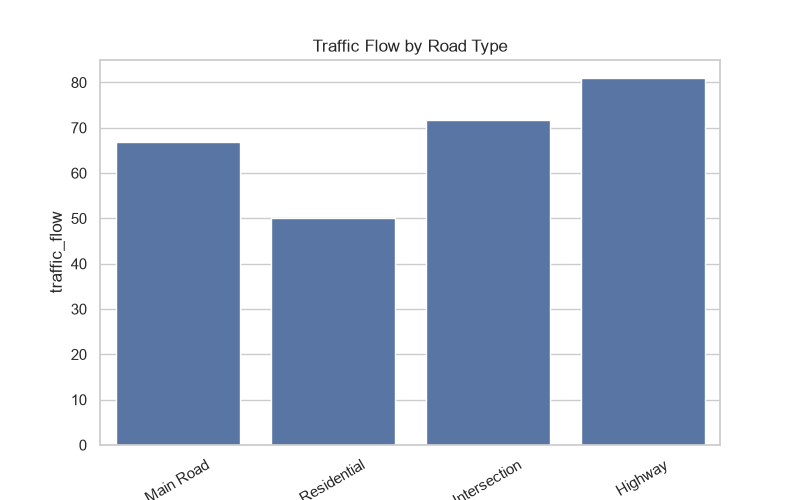 Traffic Flow by Road Type
traffic_flow
80
70
60
50
40
30
20
10
0
Main Road
Residential
Intersection
Highway